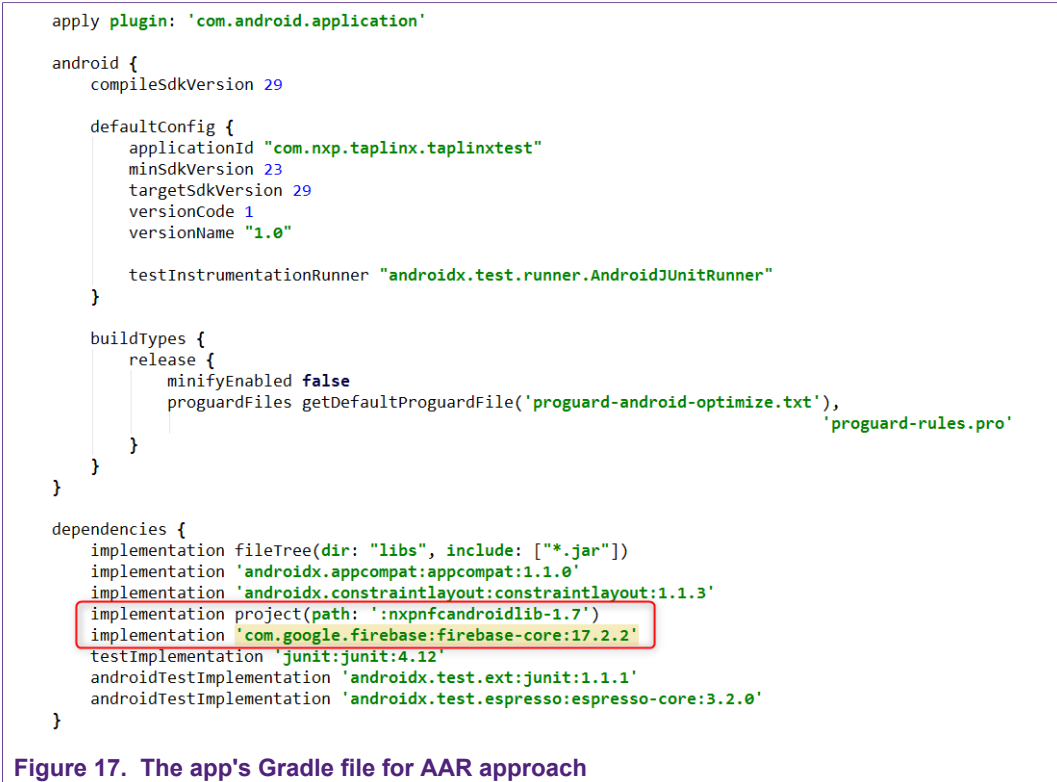 apply plugin: 'com.android.application'
android {
compileSdkVersion 29
defaultConfig {
applicationId "com.nxp.taplinx.taplinxtest"
minSdkVersion 23
targetSdkVersion 29
versionCode 1
versionName "1.0"
testInstrumentationRunner "androidx.test.runner.AndroidJUnitRunner"
}
buildTypes {
release {
minifyEnabled false
proguardFiles getDefaultProguardFile('proguard-android-optimize.txt'),
'proguard-rules.pro'
}
}
}
dependencies {
implementation fileTree(dir: "libs", include: ["*.jar"])
implementation 'androidx.appcompat:appcompat:1.1.0'
implementation 'androidx.constraintlayout:constraintlayout:1.1.3'
implementation project(path: ':nxpnfcandroidlib-1.7')
implementation 'com.google.firebase:firebase-core:17.2.2'
testImplementation 'junit:junit:4.12'
androidTestImplementation 'androidx.test.ext:junit:1.1.1'
androidTestImplementation 'androidx.test.espresso:espresso-core:3.2.0'
}
Figure 17. The app's Gradle file for AAR approach